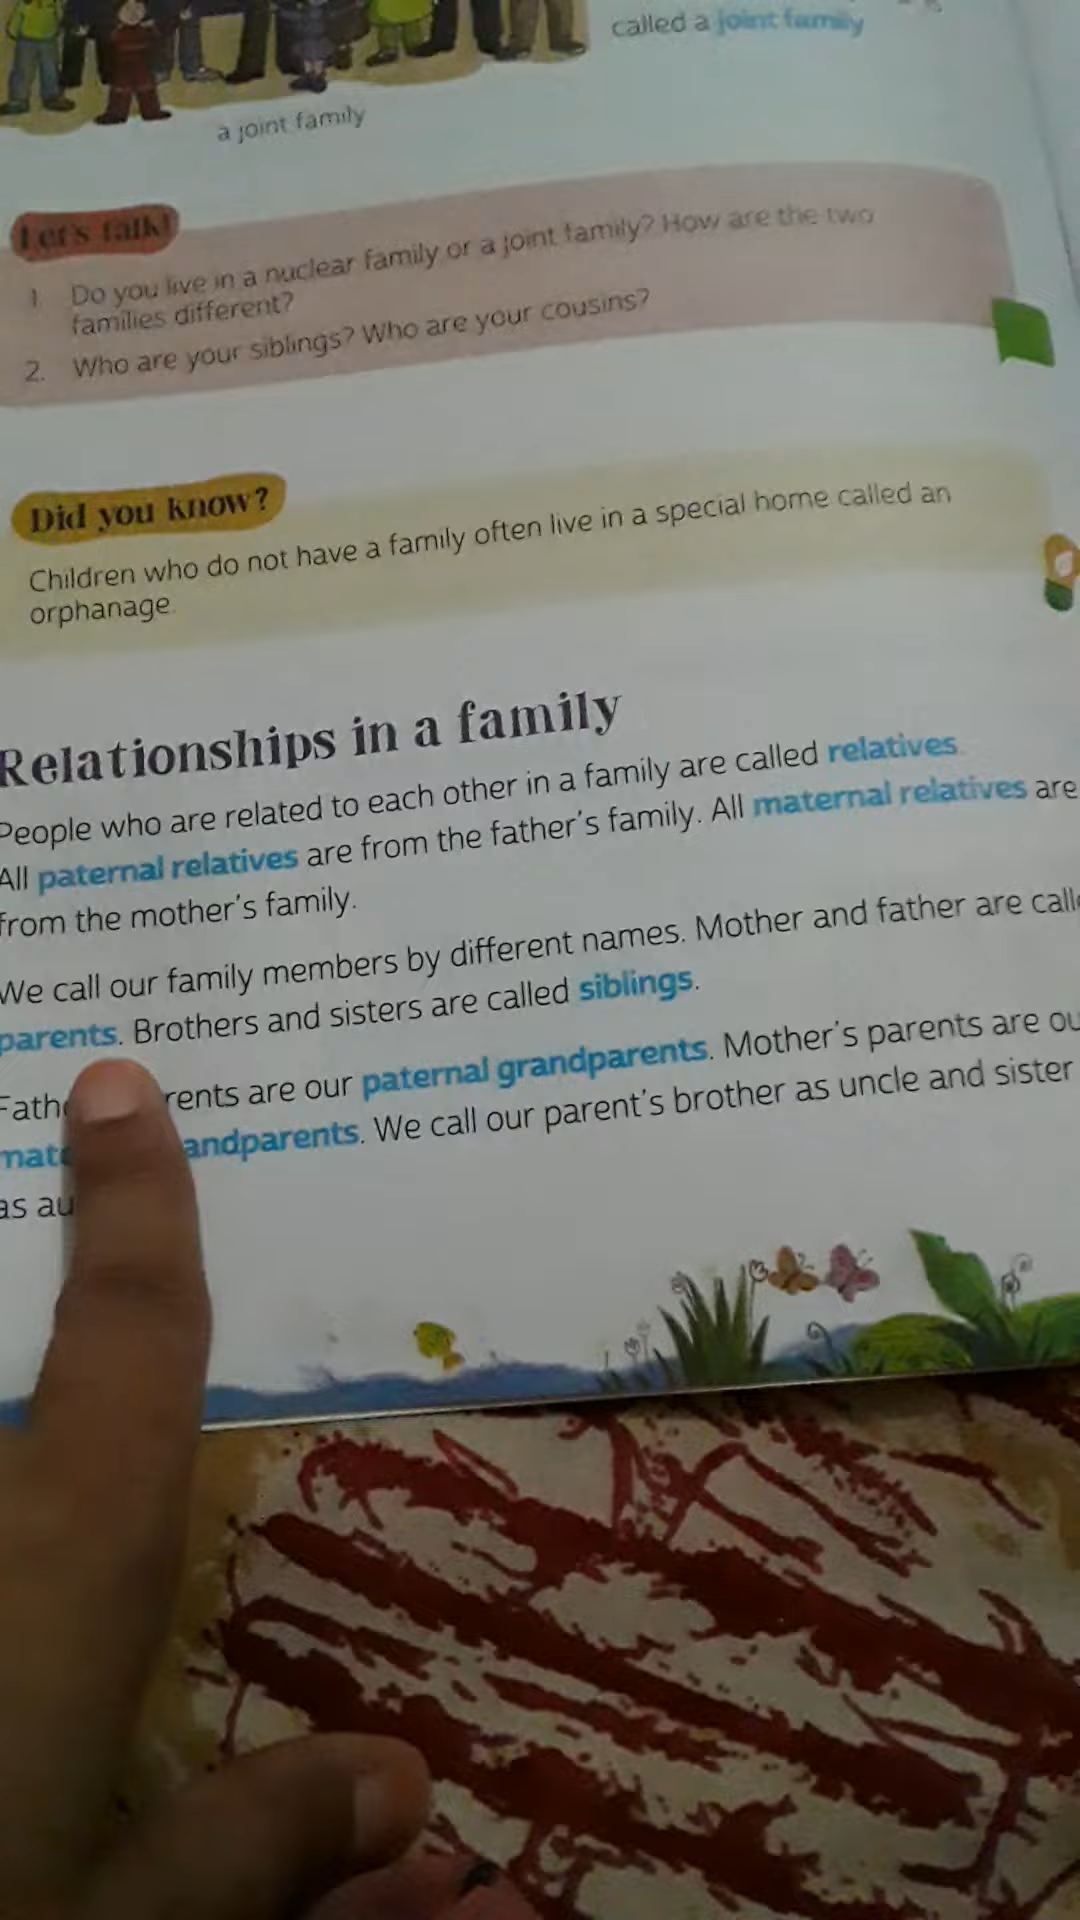 called a joint family
a joint family
Let's talk!
1. Do you live in a nuclear family or a joint family? How are the two
families different?
2. Who are your siblings? Who are your cousins?
Did you know?
Children who do not have a family often live in a special home called an
orphanage.
Relationships in a family
People who are related to each other in a family are called relatives.
All paternal relatives are from the father's family. All maternal relatives are
from the mother's family.
We call our family members by different names. Mother and father are
parents. Brothers and sisters are called siblings.
are our paternal grandparents. Mother's parents are
We call our parent's brother as uncle and sister
as